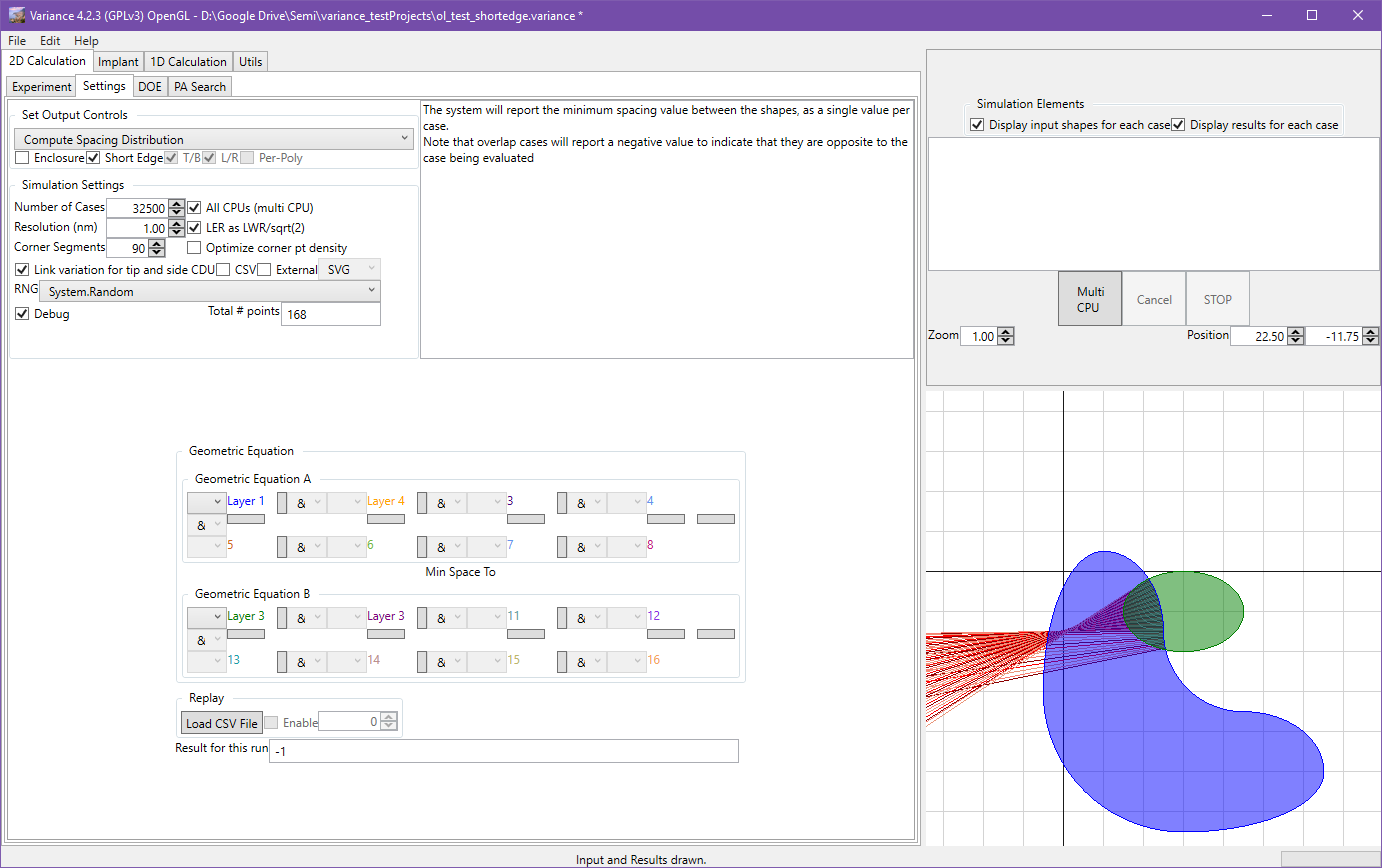 Variance 4.2.3 (GPLv3) OpenGL - D:\Google Drive\Semi\variance_testProjects\ol_test_shortedge.variance *
File Edit Help
2D Calculation Implant 1D Calculation Utils
Experiment Settings DOE PA Search
Set Output Controls
Compute Spacing Distribution
Enclosure Short Edge T/B L/R Per-Poly
The system will report the minimum spacing value between the shapes, as a single value per
case.
Note that overlap cases will report a negative value to indicate that they are opposite to the
case being evaluated
Simulation Settings
Number of Cases 32500 All CPUs (multi CPU)
Resolution (nm) 1.00 LER as LWR/sqrt(2)
Corner Segments 90 Optimize corner pt density
Link variation for tip and side CDU CSV External SVG
RNG System.Random
Debug Total # points 168
Simulation Elements
Display input shapes for each case Display results for each case
Multi
CPU
Cancel STOP
Zoom 1.00 Position 22.50 -11.75
Geometric Equation
Geometric Equation A
Layer 1 & Layer 4 & 3 & 4
&
5 & 6 & 7 & 8
Min Space To
Geometric Equation B
Layer 3 & Layer 3 & 11 & 12
&
13 & 14 & 15 & 16
Replay
Load CSV File Enable 0
Result for this run -1
Input and Results drawn.